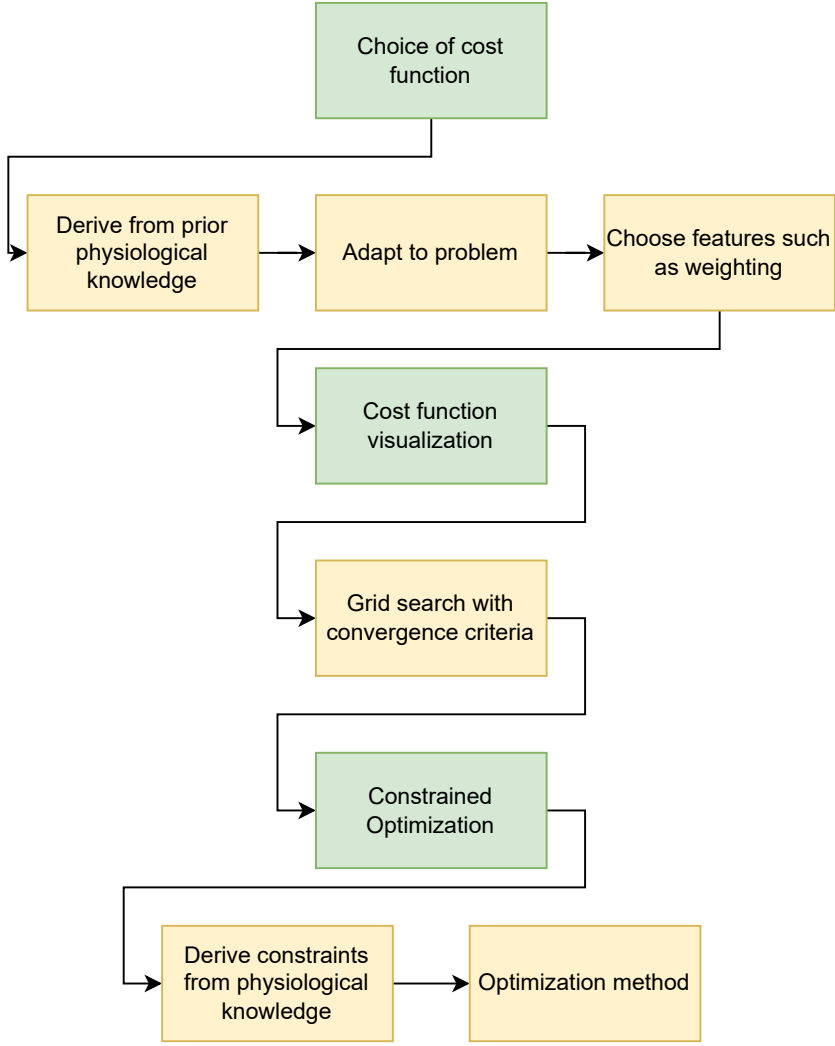 Choice of cost
function
Derive from prior
physiological
knowledge
Adapt to problem
Choose features such
as weighting
Cost function
visualization
Grid search with
convergence criteria
Constrained
Optimization
Derive constraints
from physiological
knowledge
Optimization method